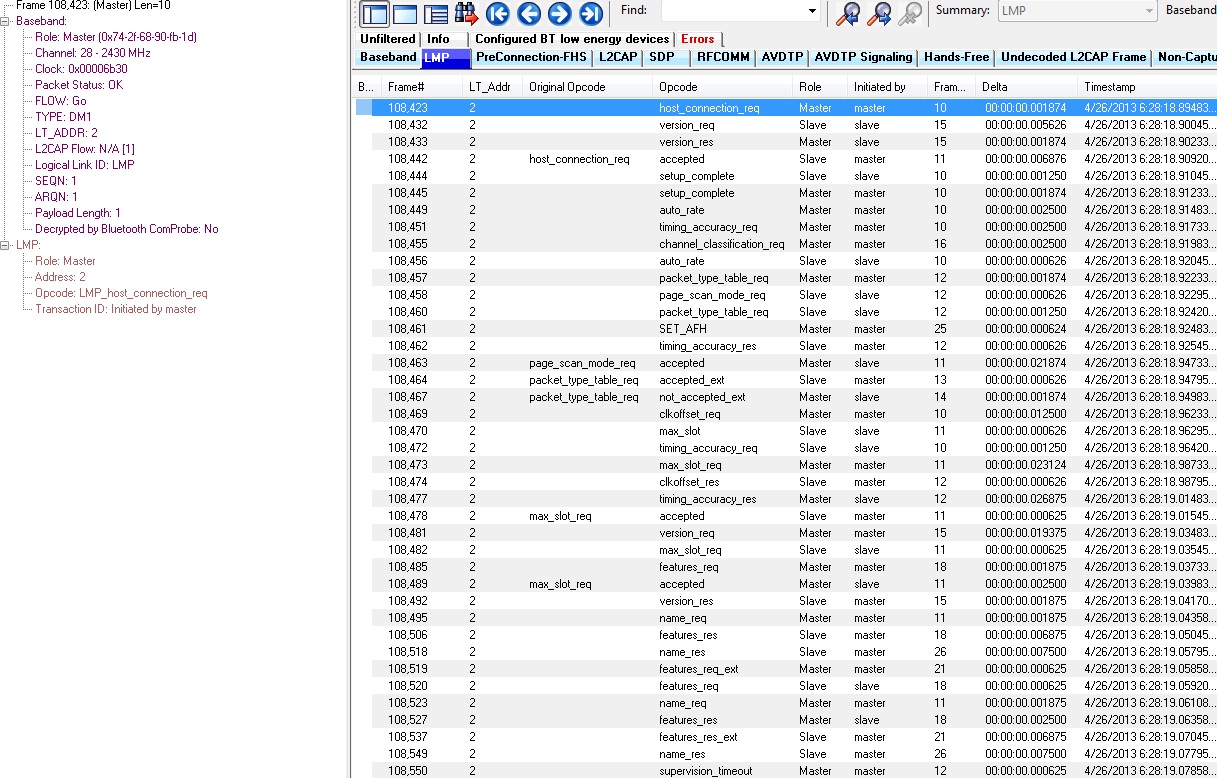 Frame 108,423: (Master) Len=10
Baseband:
Role: Master (0x74-2f-68-90-fb-1d)
Channel: 28 - 2430 MHz
Clock: 0x00006b30
Packet Status: OK
FLOW: Go
TYPE: DM1
LT_ADDR: 2
L2CAP Flow: N/A [1]
Logical Link ID: LMP
SEQN: 1
ARQN: 1
Payload Length: 1
Decrypted by Bluetooth ComProbe: No
LMP:
Role: Master
Address: 2
Opcode: LMP_host_connection_req
Transaction ID: Initiated by master
Find: Summary: LMP Baseband
Unfiltered Info Configured BT low energy devices Errors
Baseband LMP PreConnection-FHS L2CAP SDP RFCOMM AVDTP AVDTP Signaling Hands-Free Undecoded L2CAP Frame Non-Captu
B... Frame# LT_Addr Original Opcode Opcode Role Initiated by Fram... Delta Timestamp
108,423 2 host_connection_req Master master 10 00:00:00.001874 4/26/2013 6:28:18.89483...
108,432 2 version_req Slave slave 15 00:00:00.005626 4/26/2013 6:28:18.90045...
108,433 2 version_res Master slave 15 00:00:00.001874 4/26/2013 6:28:18.90233...
108,442 2 host_connection_req accepted Slave master 11 00:00:00.006876 4/26/2013 6:28:18.90920...
108,444 2 setup_complete Slave slave 10 00:00:00.001250 4/26/2013 6:28:18.91045...
108,445 2 setup_complete Master master 10 00:00:00.001874 4/26/2013 6:28:18.91233...
108,449 2 auto_rate Master master 10 00:00:00.002500 4/26/2013 6:28:18.91483...
108,451 2 timing_accuracy_req Master master 10 00:00:00.002500 4/26/2013 6:28:18.91733...
108,455 2 channel_classification_req Master master 16 00:00:00.002500 4/26/2013 6:28:18.91983...
108,456 2 auto_rate Slave slave 10 00:00:00.000626 4/26/2013 6:28:18.92045...
108,457 2 packet_type_table_req Master master 12 00:00:00.001874 4/26/2013 6:28:18.92233...
108,458 2 page_scan_mode_req Slave slave 12 00:00:00.000626 4/26/2013 6:28:18.92295...
108,460 2 packet_type_table_req Slave slave 12 00:00:00.001250 4/26/2013 6:28:18.92420...
108,461 2 SET_AFH Master master 25 00:00:00.000624 4/26/2013 6:28:18.92483...
108,462 2 timing_accuracy_res Slave master 12 00:00:00.000626 4/26/2013 6:28:18.92545...
108,463 2 page_scan_mode_req accepted Master slave 11 00:00:00.021874 4/26/2013 6:28:18.94733...
108,464 2 packet_type_table_req accepted_ext Slave master 13 00:00:00.000626 4/26/2013 6:28:18.94795...
108,467 2 packet_type_table_req not_accepted_ext Master slave 14 00:00:00.001874 4/26/2013 6:28:18.94983...
108,469 2 clkoffset_req Master master 10 00:00:00.012500 4/26/2013 6:28:18.96233...
108,470 2 max_slot Slave slave 11 00:00:00.000626 4/26/2013 6:28:18.96295...
108,472 2 timing_accuracy_req Slave slave 10 00:00:00.001250 4/26/2013 6:28:18.96420...
108,473 2 max_slot_req Master master 11 00:00:00.023124 4/26/2013 6:28:18.98733...
108,474 2 clkoffset_res Slave master 12 00:00:00.000626 4/26/2013 6:28:18.98795...
108,477 2 timing_accuracy_res Master slave 12 00:00:00.026875 4/26/2013 6:28:19.01483...
108,478 2 max_slot_req accepted Slave master 11 00:00:00.000625 4/26/2013 6:28:19.01545...
108,481 2 version_req Master master 15 00:00:00.019375 4/26/2013 6:28:19.03483...
108,482 2 max_slot_req Slave slave 11 00:00:00.000625 4/26/2013 6:28:19.03545...
108,485 2 features_req Master master 18 00:00:00.001875 4/26/2013 6:28:19.03733...
108,489 2 max_slot_req accepted Master slave 11 00:00:00.002500 4/26/2013 6:28:19.03983...
108,492 2 version_res Slave master 15 00:00:00.001875 4/26/2013 6:28:19.04170...
108,495 2 name_req Master master 11 00:00:00.001875 4/26/2013 6:28:19.04358...
108,506 2 features_res Slave master 18 00:00:00.006875 4/26/2013 6:28:19.05045...
108,518 2 name_res Slave master 26 00:00:00.007500 4/26/2013 6:28:19.05795...
108,519 2 features_req_ext Master master 21 00:00:00.000625 4/26/2013 6:28:19.05858...
108,520 2 features_req Slave slave 18 00:00:00.000625 4/26/2013 6:28:19.05920...
108,523 2 name_req Master master 11 00:00:00.001875 4/26/2013 6:28:19.06108...
108,527 2 features_res Master slave 18 00:00:00.002500 4/26/2013 6:28:19.06358...
108,537 2 features_res_ext Slave master 21 00:00:00.006875 4/26/2013 6:28:19.07045...
108,549 2 name_res Slave master 26 00:00:00.007500 4/26/2013 6:28:19.07795...
108,550 2 supervision_timeout Master master 12 00:00:00.000625 4/26/2013 6:28:19.07858...